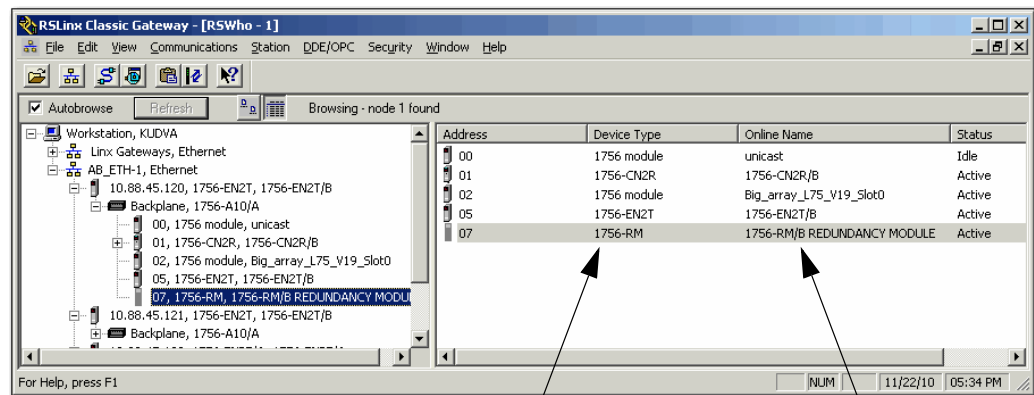 RSLinx Classic Gateway - [RSWho - 1]
File Edit View Communications Station DDE/OPC Security Window Help
Autobrowse Refresh Browsing - node 1 found
Workstation, KUDVA
Linx Gateways, Ethernet
AB_ETH-1, Ethernet
10.88.45.120, 1756-EN2T, 1756-EN2T/B
Backplane, 1756-A10/A
00, 1756 module, unicast
01, 1756-CN2R, 1756-CN2R/B
02, 1756 module, Big_array_L75_V19_Slot0
05, 1756-EN2T, 1756-EN2T/B
07, 1756-RM, 1756-RM/B REDUNDANCY MODUL
10.88.45.121, 1756-EN2T, 1756-EN2T/B
Backplane, 1756-A10/A
Address Device Type Online Name Status
00 1756 module unicast Idle
01 1756-CN2R 1756-CN2R/B Active
02 1756 module Big_array_L75_V19_Slot0 Active
05 1756-EN2T 1756-EN2T/B Active
07 1756-RM 1756-RM/B REDUNDANCY MODULE Active
For Help, press F1 NUM 11/22/10 05:34 PM